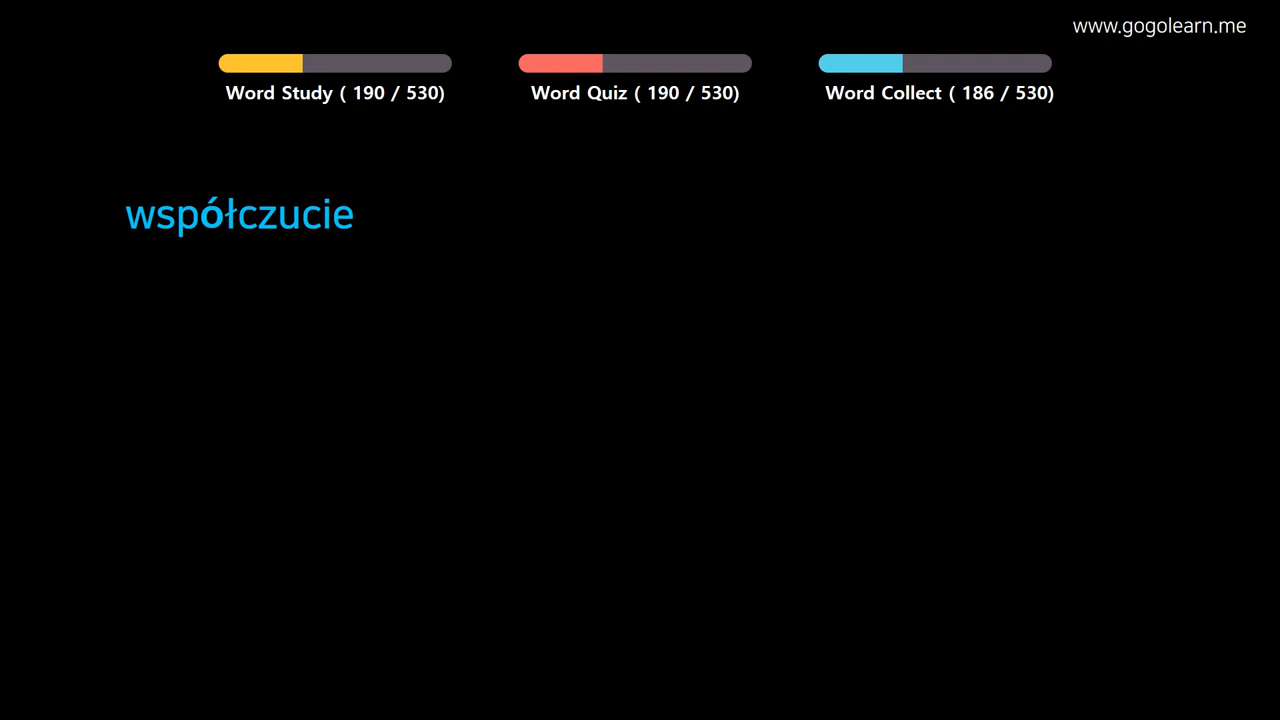 www.gogolearn.me
Word Study ( 190 / 530)
Word Quiz ( 190 / 530)
Word Collect ( 186 / 530)
współczucie